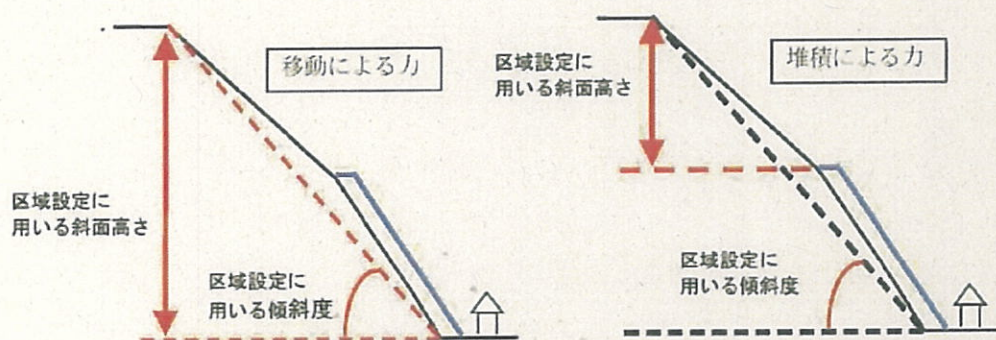 移動による力
区域設定に
用いる斜面高さ
区域設定に
用いる傾斜度
堆積による力
区域設定に
用いる斜面高さ
区域設定に
用いる傾斜度